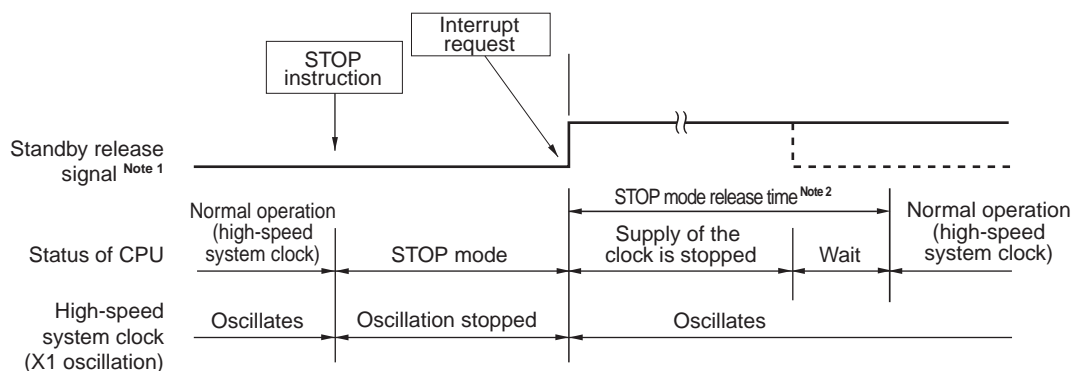 Interrupt
request
STOP
instruction
Standby release
signal Note 1
STOP mode release time Note 2
Normal operation
(high-speed
system clock)
Supply of the
clock is stopped
Normal operation
(high-speed
system clock)
Status of CPU
STOP mode
Wait
High-speed
system clock
(X1 oscillation)
Oscillates
Oscillation stopped
Oscillates